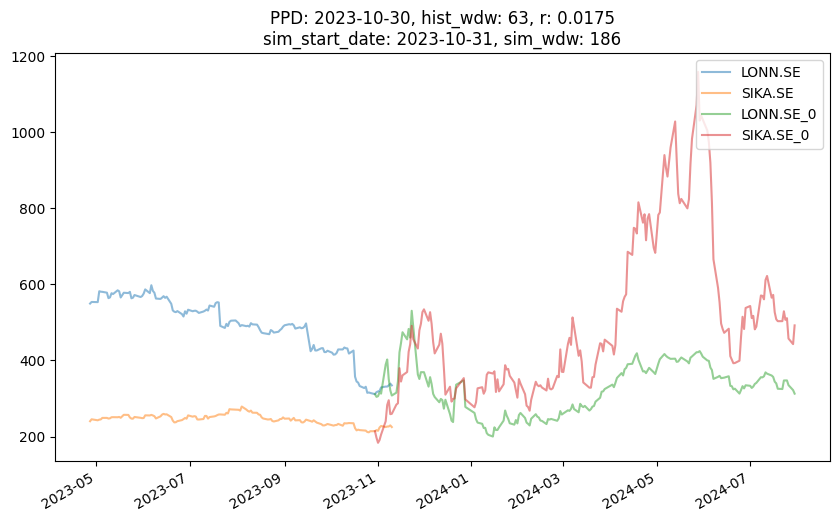 PPD: 2023-10-30, hist_wdw: 63, r: 0.0175
sim_start_date: 2023-10-31, sim_wdw: 186
1200
1000
800
600
400
200
LONN.SE
SIKA.SE
LONN.SE_0
SIKA.SE_0
2023-05
2023-07
2023-09
2023-11
2024-01
2024-03
2024-05
2024-07